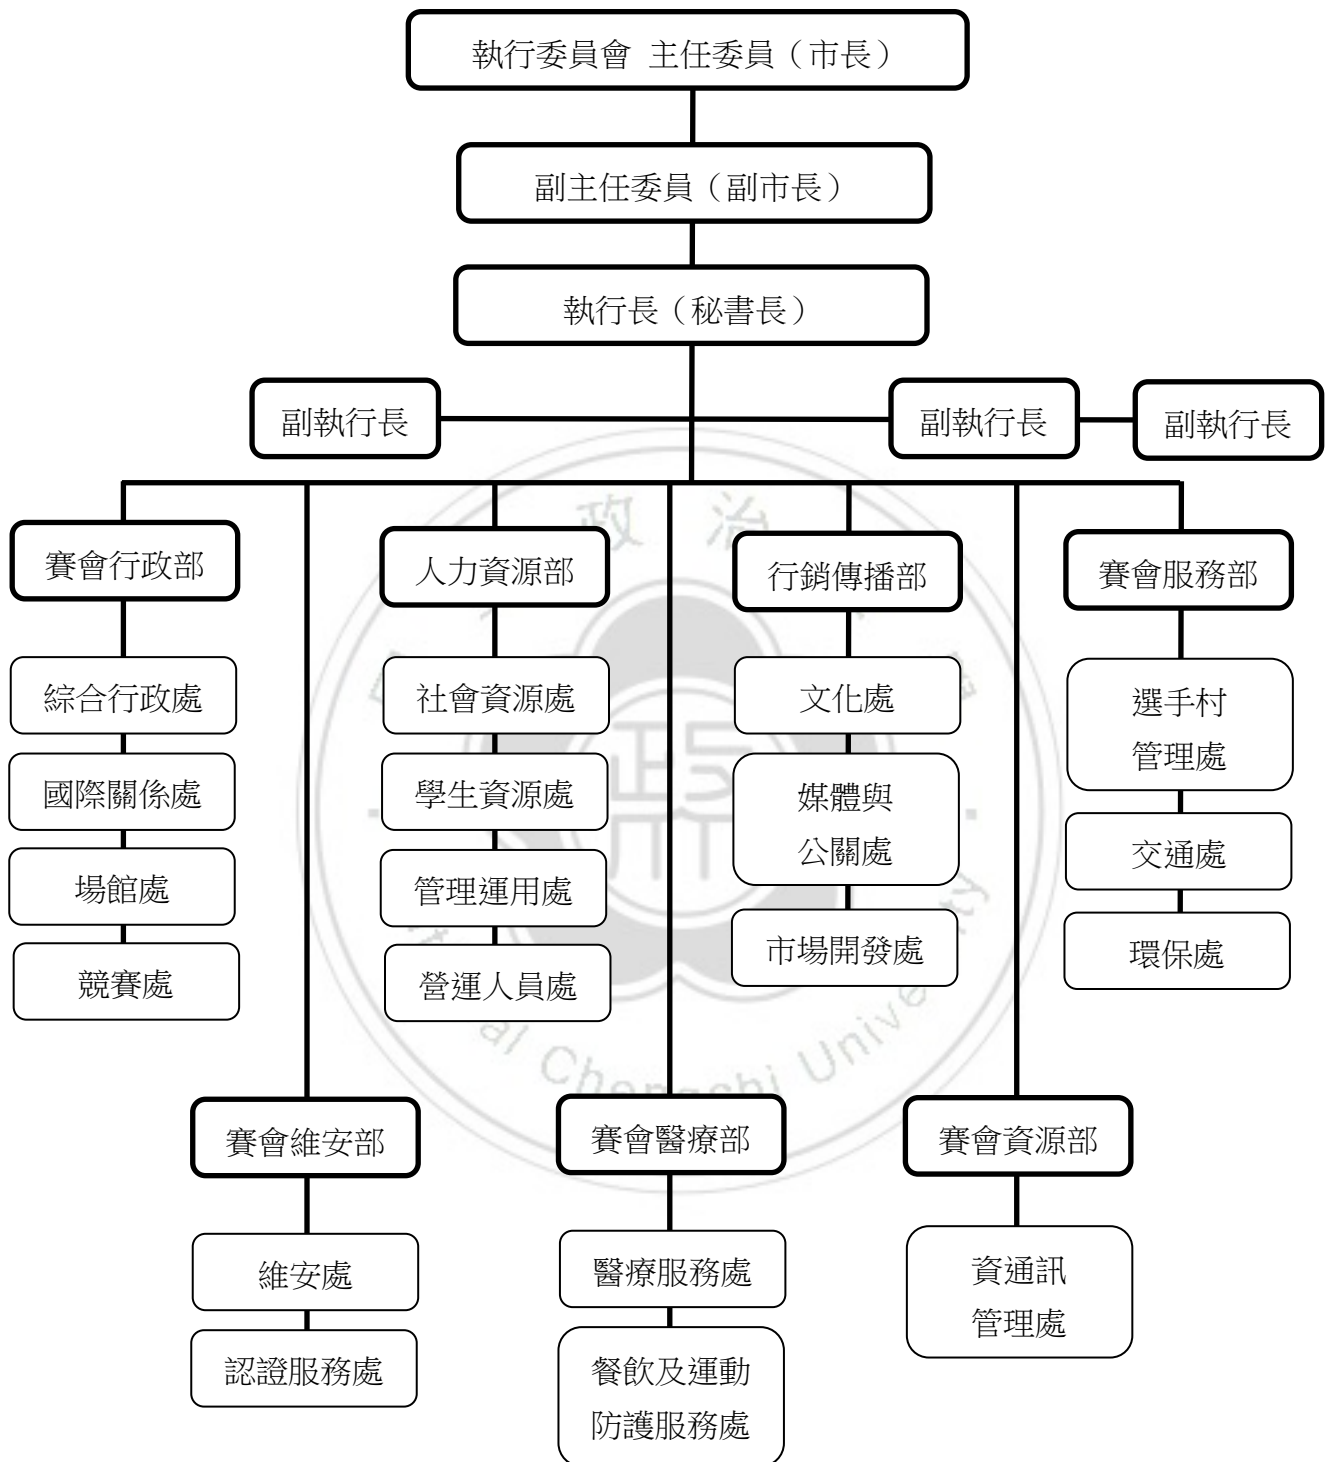 執行委員會 主任委員（市長）
副主任委員（副市長）
執行長（秘書長）
副執行長
副執行長
副執行長
賽會行政部
人力資源部
行銷傳播部
賽會服務部
綜合行政處
國際關係處
場館處
競賽處
社會資源處
學生資源處
管理運用處
營運人員處
文化處
媒體與
公關處
市場開發處
選手村
管理處
交通處
環保處
賽會維安部
賽會醫療部
賽會資源部
維安處
認證服務處
醫療服務處
餐飲及運動
防護服務處
資通訊
管理處
政治
Chengchi Univer